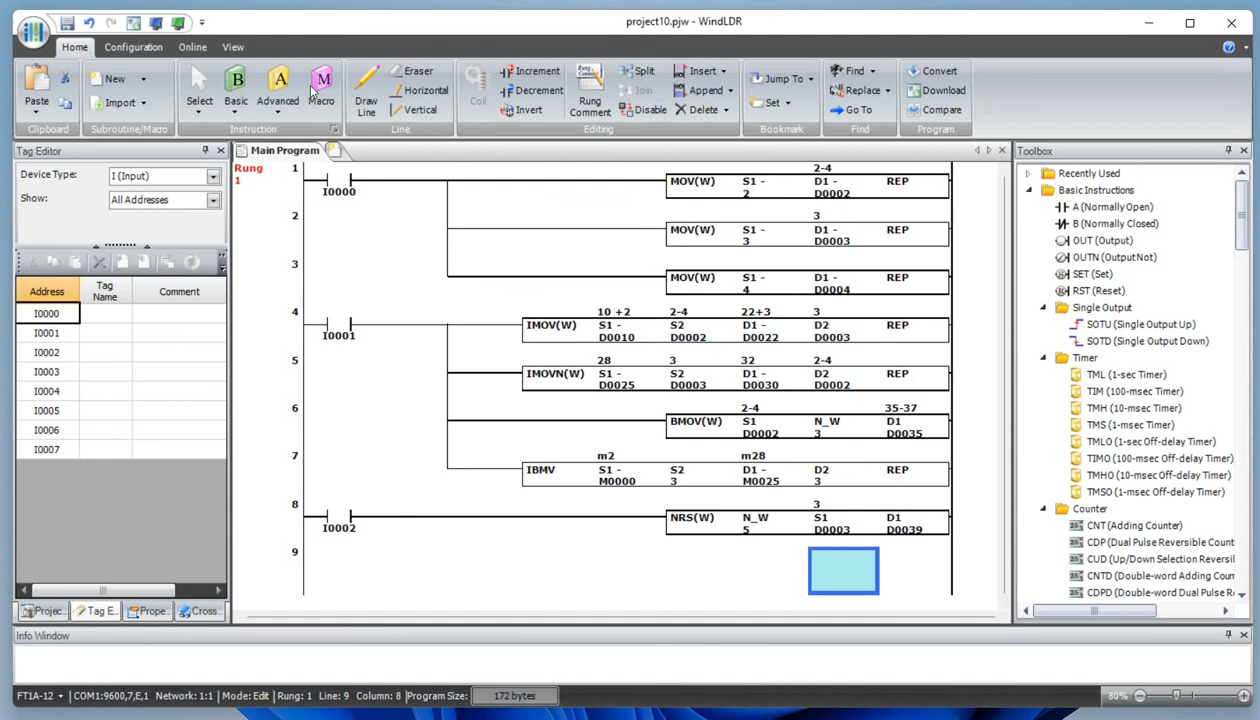 project10.pjw - WindLDR
Home Configuration Online View
Paste
Clipboard
New
Import
Subroutine/Macro
Select
B
Basic
A
Advanced
M
Macro
Instruction
Draw Line
Eraser
Horizontal
Vertical
Line
Coil
Increment
Decrement
Invert
Rung Comment
Split
Join
Disable
Insert
Append
Delete
Editing
Jump To
Set
Bookmark
Find
Replace
Go To
Find
Convert
Download
Compare
Program
Tag Editor
Device Type: I (Input)
Show: All Addresses
Address Tag Name Comment
I0000
I0001
I0002
I0003
I0004
I0005
I0006
I0007
Projec Tag E... Prope... Cross...
Main Program
Rung 1
1
I0000
2-4
MOV(W) S1 - D1 - REP
2 D0002
2
3
MOV(W) S1 - D1 - REP
3 D0003
3
MOV(W) S1 - D1 - REP
4 D0004
4
I0001
10 +2 2-4 22+3 3
IMOV(W) S1 - S2 D1 - D2 REP
D0010 D0002 D0022 D0003
5
28 3 32 2-4
IMOVN(W) S1 - S2 D1 - D2 REP
D0025 D0003 D0030 D0002
6
2-4 35-37
BMOV(W) S1 N_W D1
D0002 3 D0035
7
m2 m28
IBMV S1 - S2 D1 - D2 REP
M0000 3 M0025 3
8
I0002
3
NRS(W) N_W S1 D1
5 D0003 D0039
9
Toolbox
Recently Used
Basic Instructions
A (Normally Open)
B (Normally Closed)
OUT (Output)
OUTN (OutputNot)
SET (Set)
RST (Reset)
Single Output
SOTU (Single Output Up)
SOTD (Single Output Down)
Timer
TML (1-sec Timer)
TIM (100-msec Timer)
TMH (10-msec Timer)
TMS (1-msec Timer)
TMLO (1-sec Off-delay Timer)
TIMO (100-msec Off-delay Timer)
TMHO (10-msec Off-delay Timer)
TMSO (1-msec Off-delay Timer)
Counter
CNT (Adding Counter)
CDP (Dual Pulse Reversible Count
CUD (Up/Down Selection Reversil
CNTD (Double-word Adding Coun
CDPD (Double-word Dual Pulse R
Info Window
FT1A-12 COM1:9600,7,E,1 Network: 1:1 Mode: Edit Rung: 1 Line: 9 Column: 8 Program Size: 172 bytes 80%